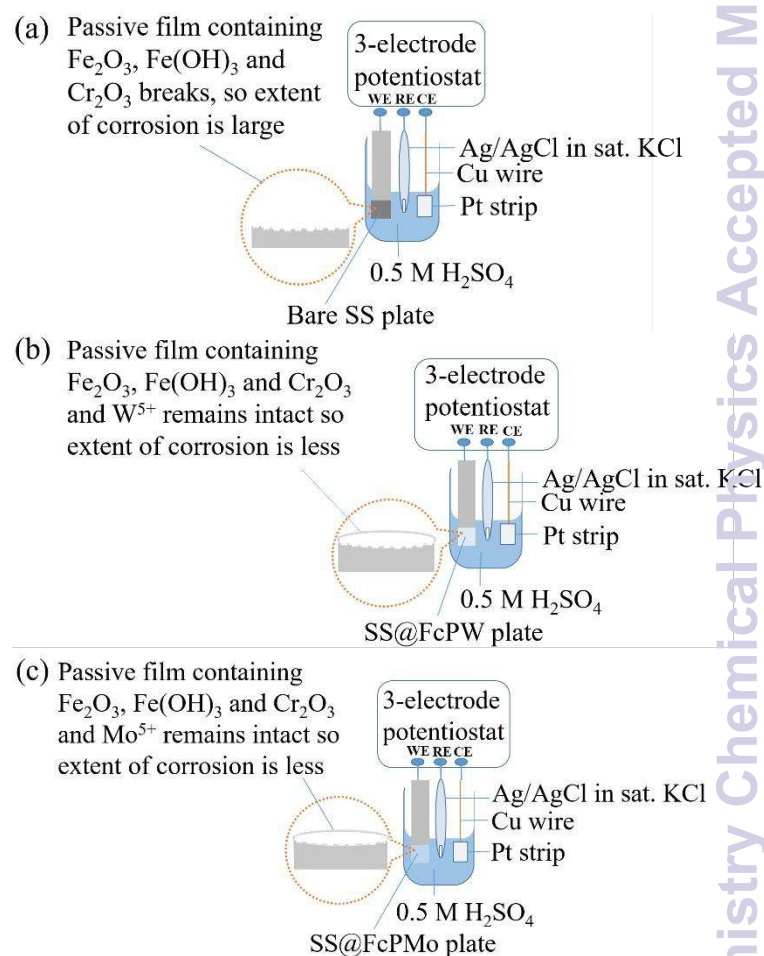 (a) Passive film containing
Fe₂O₃, Fe(OH)₃ and
Cr₂O₃ breaks, so extent
of corrosion is large
3-electrode
potentiostat
WE RE CE
Ag/AgCl in sat. KCl
Cu wire
Pt strip
0.5 M H₂SO₄
Bare SS plate
(b) Passive film containing
Fe₂O₃, Fe(OH)₃ and Cr₂O₃
and W⁵⁺ remains intact so
extent of corrosion is less
3-electrode
potentiostat
WE RE CE
Ag/AgCl in sat. KCl
Cu wire
Pt strip
0.5 M H₂SO₄
SS@FcPW plate
(c) Passive film containing
Fe₂O₃, Fe(OH)₃ and Cr₂O₃
and Mo⁵⁺ remains intact so
extent of corrosion is less
3-electrode
potentiostat
WE RE CE
Ag/AgCl in sat. KCl
Cu wire
Pt strip
0.5 M H₂SO₄
SS@FcPMo plate
Chemical Physics Accepted